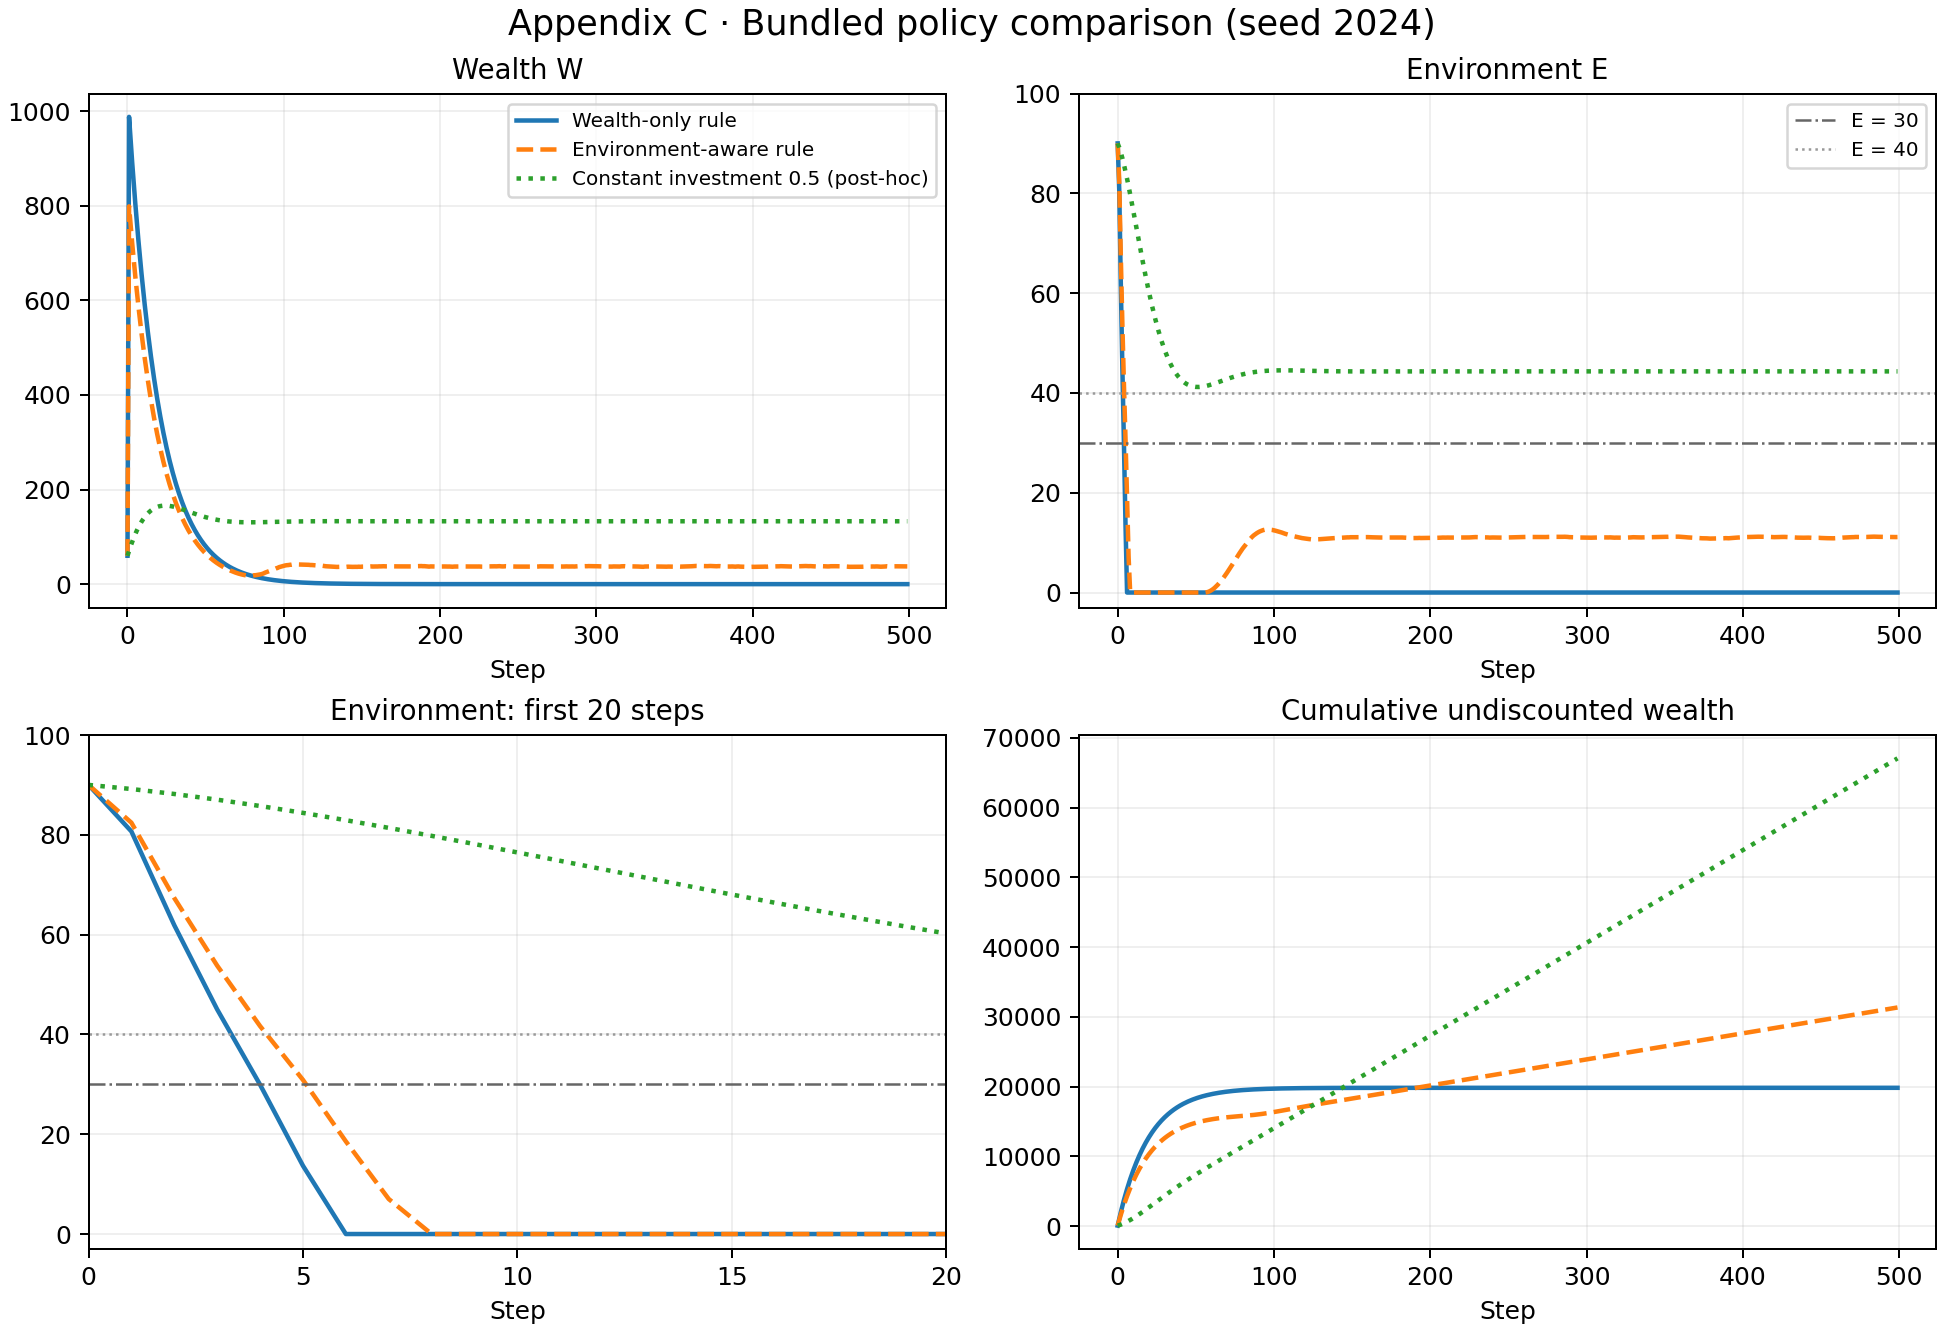 Appendix C · Bundled policy comparison (seed 2024)
Wealth W
1000
800
600
400
200
0
Wealth-only rule
Environment-aware rule
Constant investment 0.5 (post-hoc)
0 100 200 300 400 500
Step
Environment E
100
80
60
40
20
0
E = 30
E = 40
0 100 200 300 400 500
Step
Environment: first 20 steps
100
80
60
40
20
0
0 5 10 15 20
Step
Cumulative undiscounted wealth
70000
60000
50000
40000
30000
20000
10000
0
0 100 200 300 400 500
Step